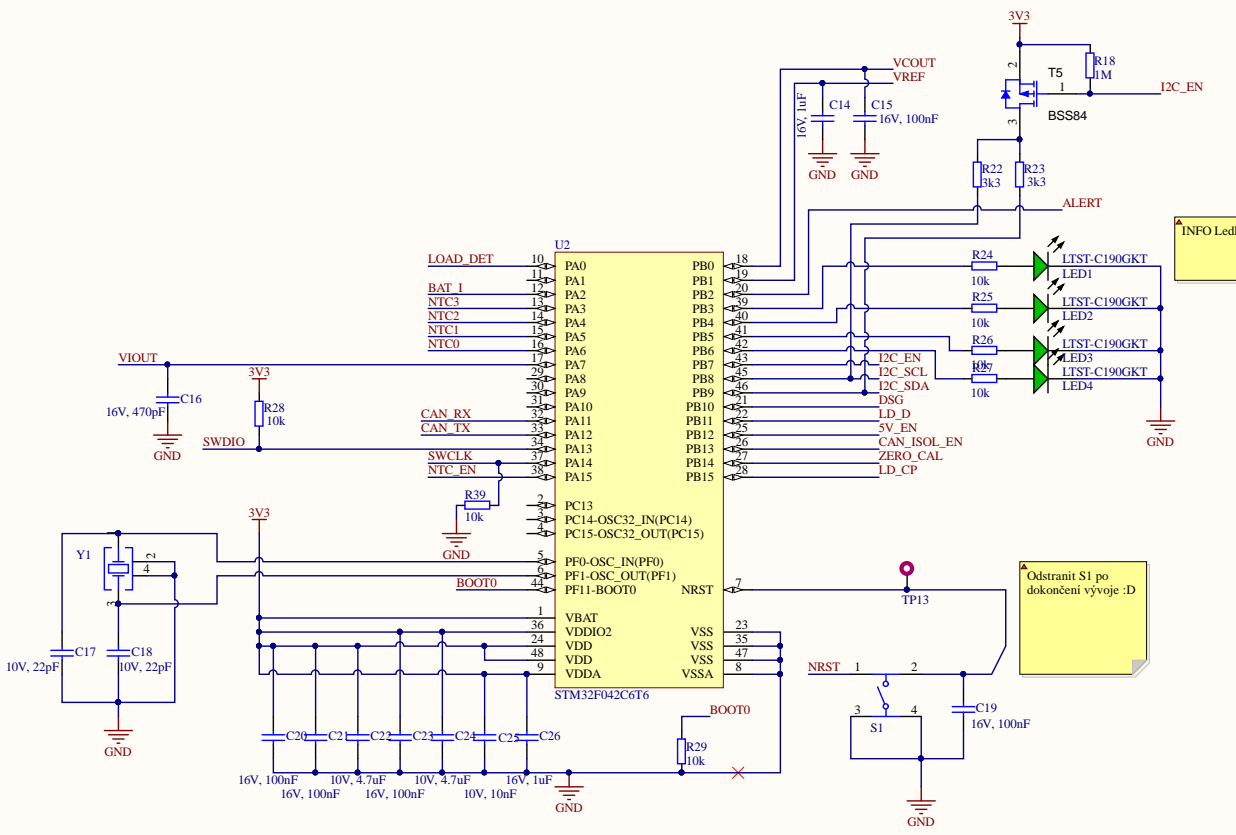 3V3
VCOUT
VREF
2
T5
R18
1M
1
I2C_EN
BSS84
3
16V, 1uF
C14
C15
16V, 100nF
GND
GND
R22
3k3
R23
3k3
ALERT
INFO Led
U2
LOAD_DET
10
PA0
11
PA1
BAT_I
12
PA2
NTC3
13
PA3
NTC2
14
PA4
NTC1
15
PA5
NTC0
16
PA6
VIOUT
17
PA7
29
PA8
30
PA9
31
PA10
CAN_RX
32
PA11
CAN_TX
33
PA12
SWDIO
34
PA13
SWCLK
37
PA14
NTC_EN
38
PA15
2
PC13
3
PC14-OSC32_IN(PC14)
4
PC15-OSC32_OUT(PC15)
5
PF0-OSC_IN(PF0)
6
PF1-OSC_OUT(PF1)
BOOT0
44
PF11-BOOT0
1
VBAT
36
VDDIO2
24
VDD
48
VDD
9
VDDA
STM32F042C6T6
PB0
18
PB1
19
PB2
20
PB3
39
PB4
40
PB5
41
PB6
42
PB7
43
I2C_EN
PB8
45
I2C_SCL
PB9
46
I2C_SDA
PB10
21
DSG
PB11
22
LD_D
PB12
25
5V_EN
PB13
26
CAN_ISOL_EN
PB14
27
ZERO_CAL
PB15
28
LD_CP
NRST
7
VSS
23
VSS
35
VSS
47
VSSA
8
R24
10k
LTST-C190GKT
LED1
R25
10k
LTST-C190GKT
LED2
R26
10k
LTST-C190GKT
LED3
R27
10k
LTST-C190GKT
LED4
GND
C16
16V, 470pF
GND
3V3
R28
10k
R39
10k
GND
3V3
Y1
2
4
3
C17
10V, 22pF
C18
10V, 22pF
GND
C20
16V, 100nF
C21
16V, 100nF
C22
10V, 4.7uF
C23
16V, 100nF
C24
10V, 4.7uF
C25
10V, 10nF
C26
16V, 1uF
GND
BOOT0
R29
10k
TP13
Odstranit S1 po
dokončení vývoje :D
NRST
1
2
3
4
S1
C19
16V, 100nF
GND